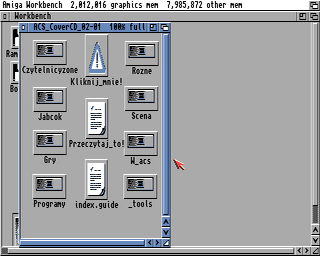 Amiga Workbench 2,012,016 graphics mem 7,985,872 other mem
Workbench
ACS_CoverCD_02-01 100% full
Ram
Bo
Czytelniczyone
Kliknij_mnie!
Rozne
Jabcok
Przeczytaj_to!
Scena
Gry
W_acs
Programy
index.guide
_tools